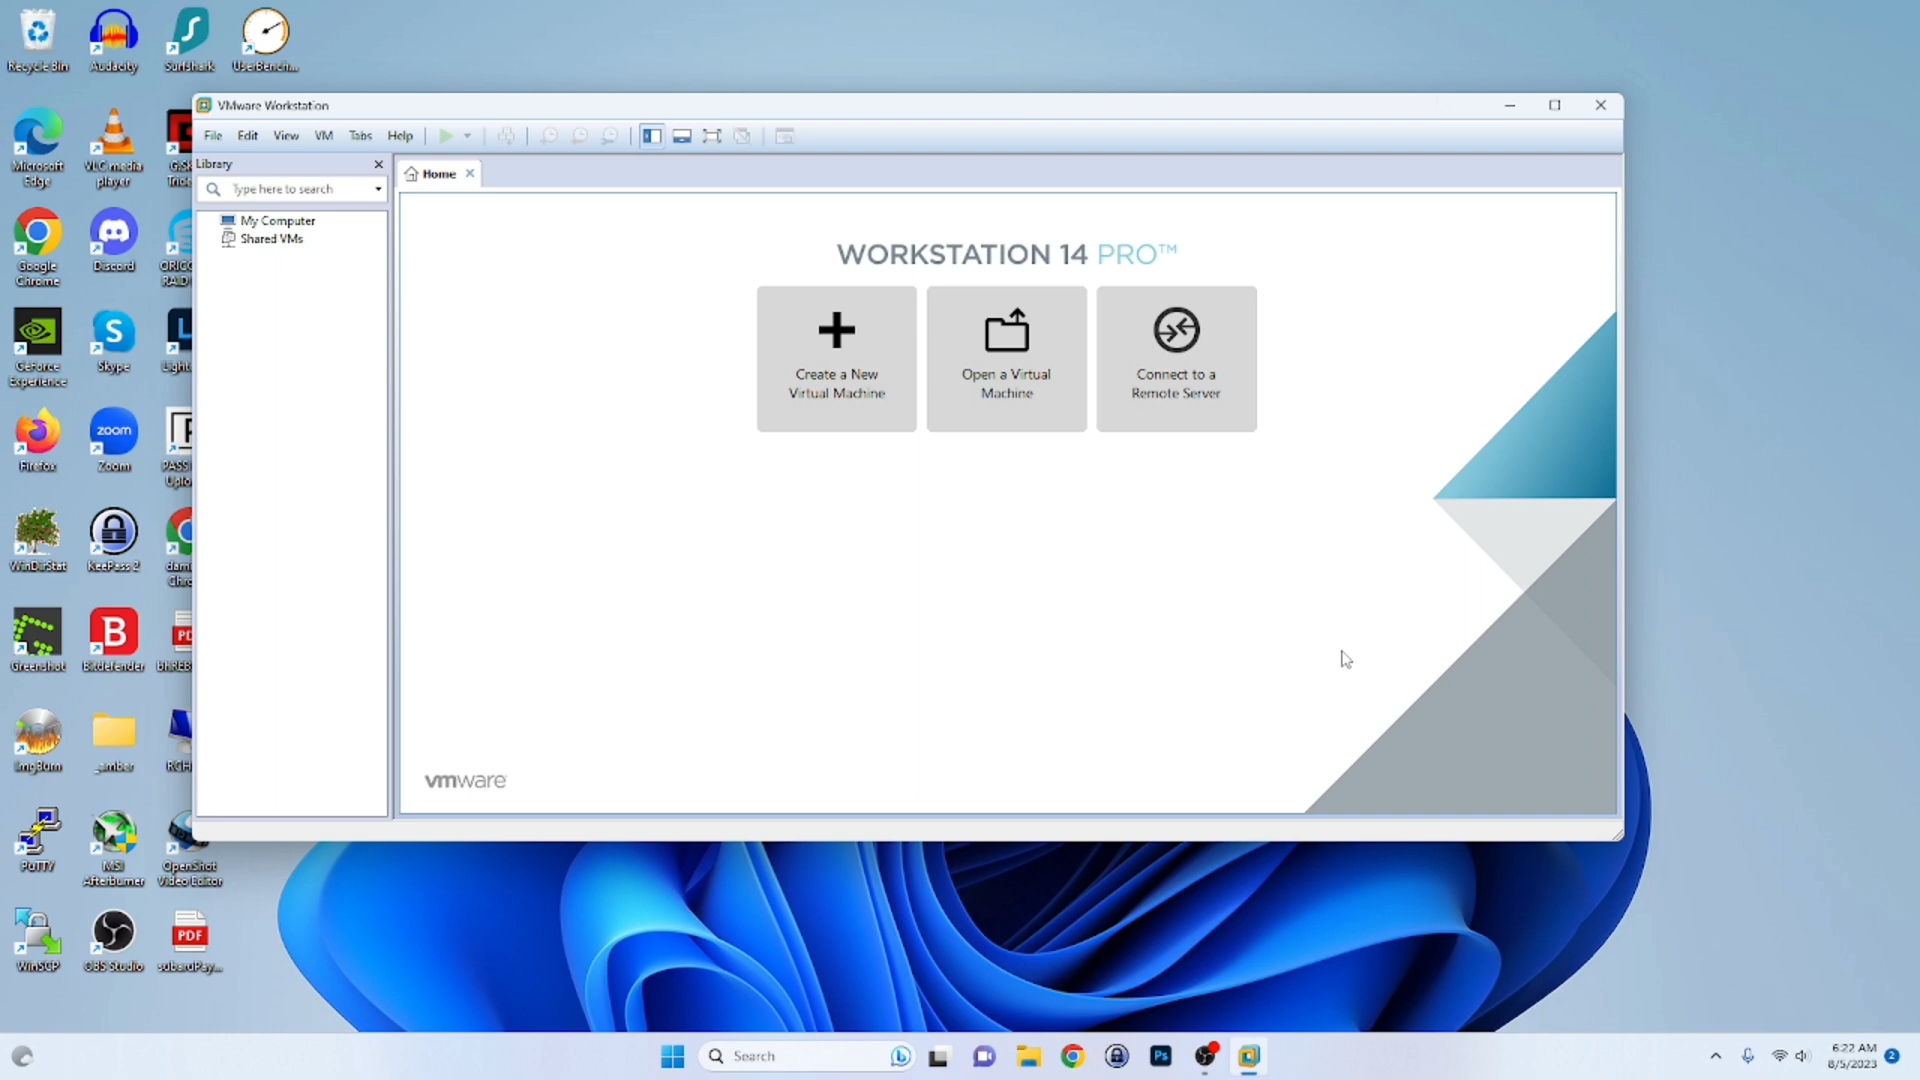 Recycle Bin
Audacity
Surfshark
UserBenchm...
Microsoft
Edge
VLC media
player
Google
Chrome
Discord
GeForce
Experience
Skype
Firefox
zoom
Zoom
WinDirStat
KeePass 2
Greenshot
Bitdefender
ImgBurn
PuTTY
MSI
Afterburner
OpenShot
Video Editor
WinSCP
OBS Studio
PDF
VMware Workstation
File Edit View VM Tabs Help
Library
Type here to search
My Computer
Shared VMs
Home
WORKSTATION 14 PRO™
Create a New
Virtual Machine
Open a Virtual
Machine
Connect to a
Remote Server
vmware
Search
Ps
6:22 AM
8/5/2023
2